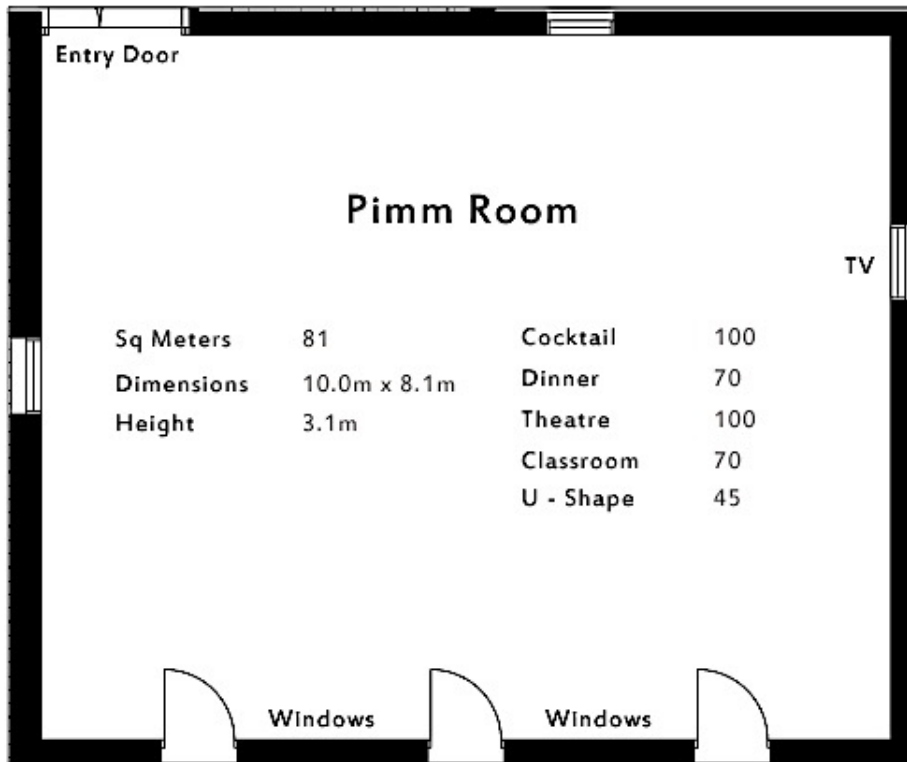 Entry Door
Pimm Room
TV
Sq Meters 81
Dimensions 10.0m x 8.1m
Height 3.1m
Cocktail 100
Dinner 70
Theatre 100
Classroom 70
U - Shape 45
Windows Windows